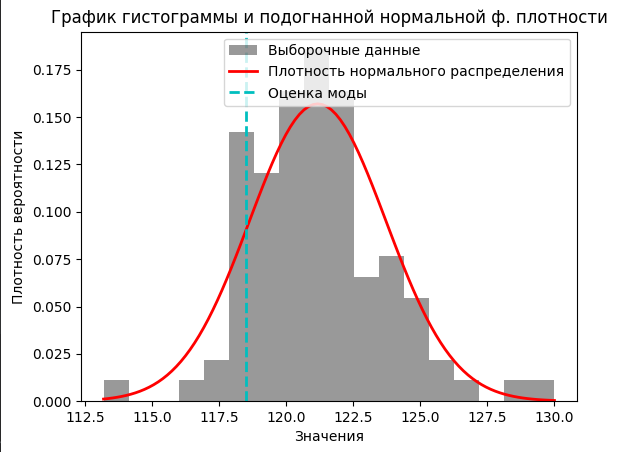 График гистограммы и подогнанной нормальной ф. плотности
Выборочные данные
Плотность нормального распределения
Оценка моды
Плотность вероятности
0.175
0.150
0.125
0.100
0.075
0.050
0.025
0.000
112.5 115.0 117.5 120.0 122.5 125.0 127.5 130.0
Значения